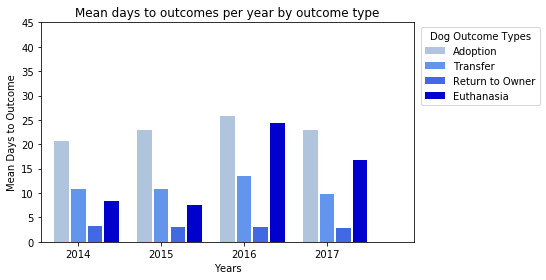 Mean days to outcomes per year by outcome type
45
40
35
30
25
20
15
10
5
0
Mean Days to Outcome
2014 2015 2016 2017
Years
Dog Outcome Types
Adoption
Transfer
Return to Owner
Euthanasia